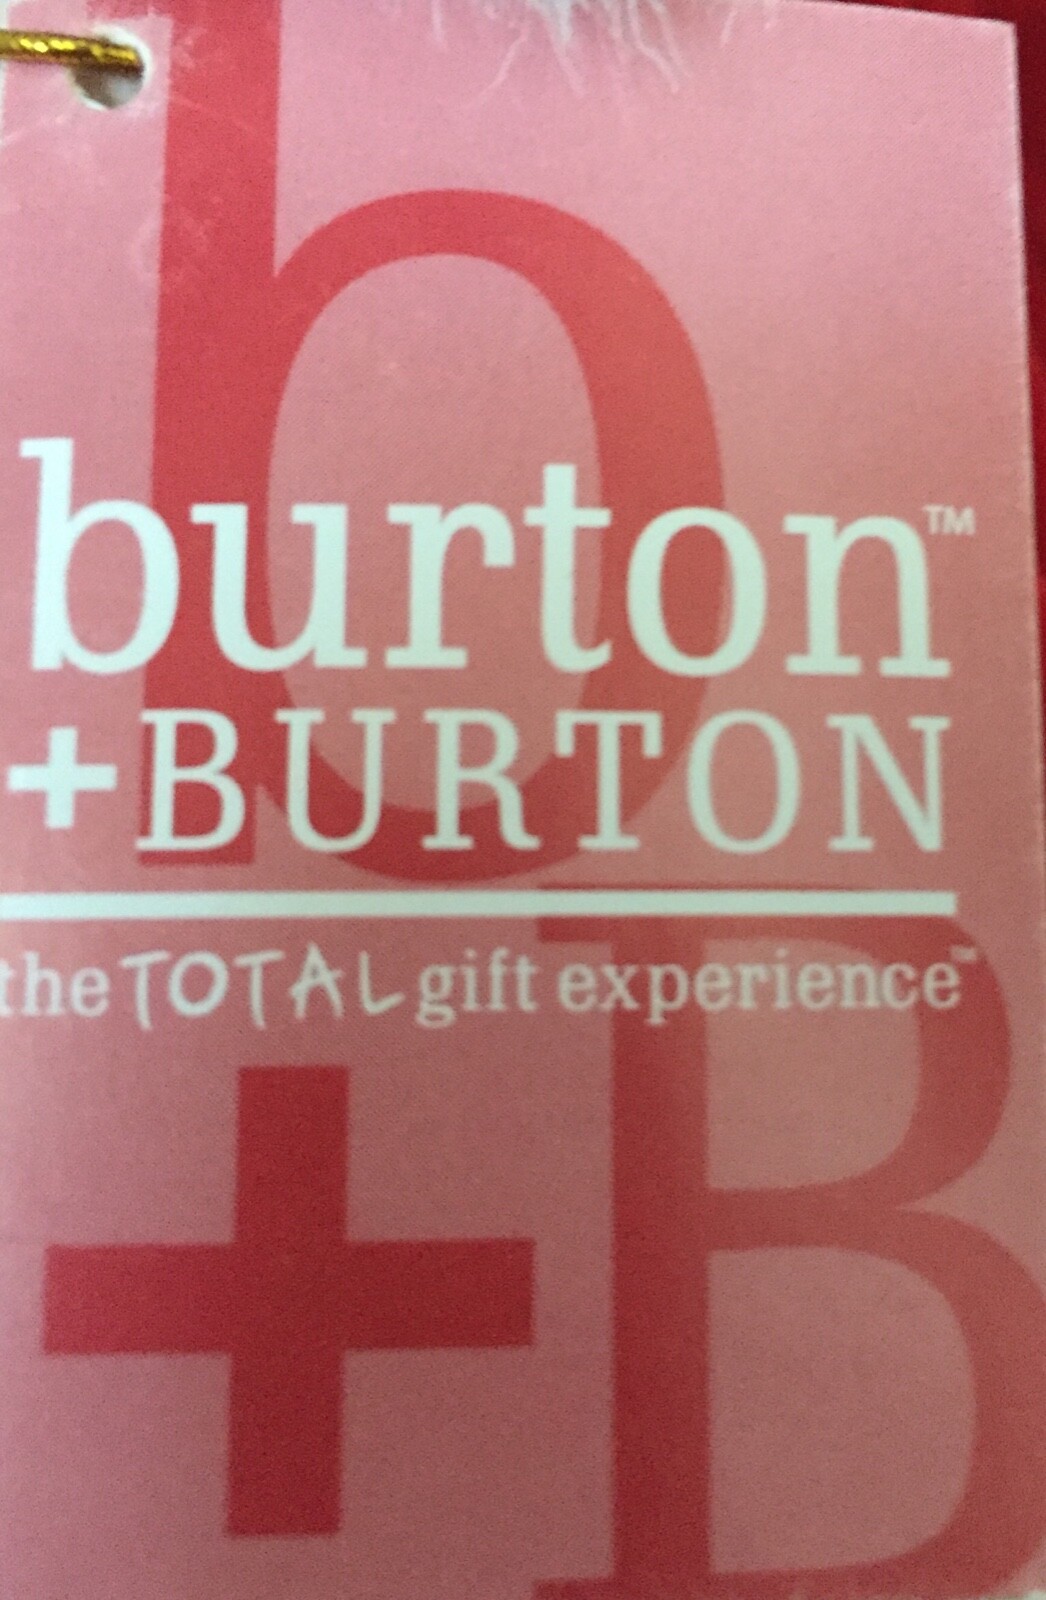 b
burton™
+BURTON
the TOTAL gift experience™
+B